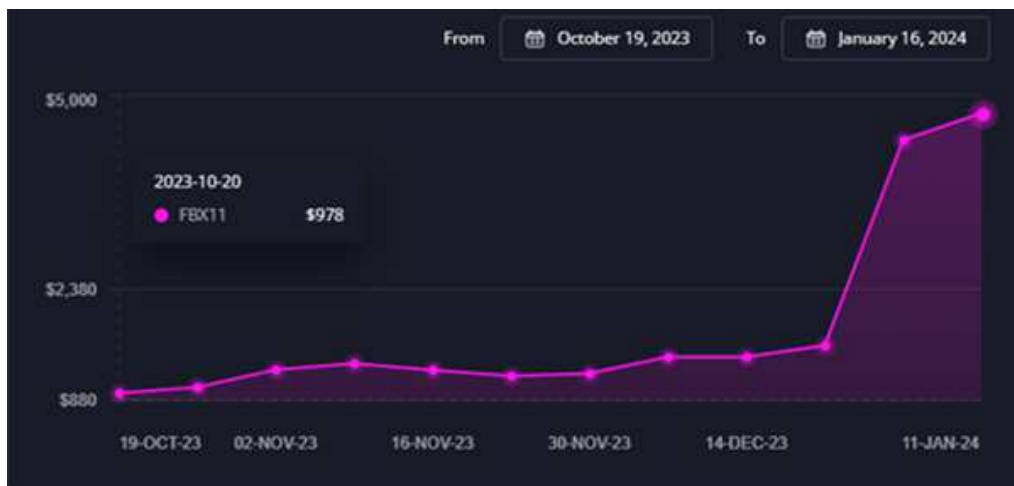 From October 19, 2023 To January 16, 2024
$5,000
2023-10-20
FBX11 $978
$2,380
$880
19-OCT-23 02-NOV-23 16-NOV-23 30-NOV-23 14-DEC-23 11-JAN-24